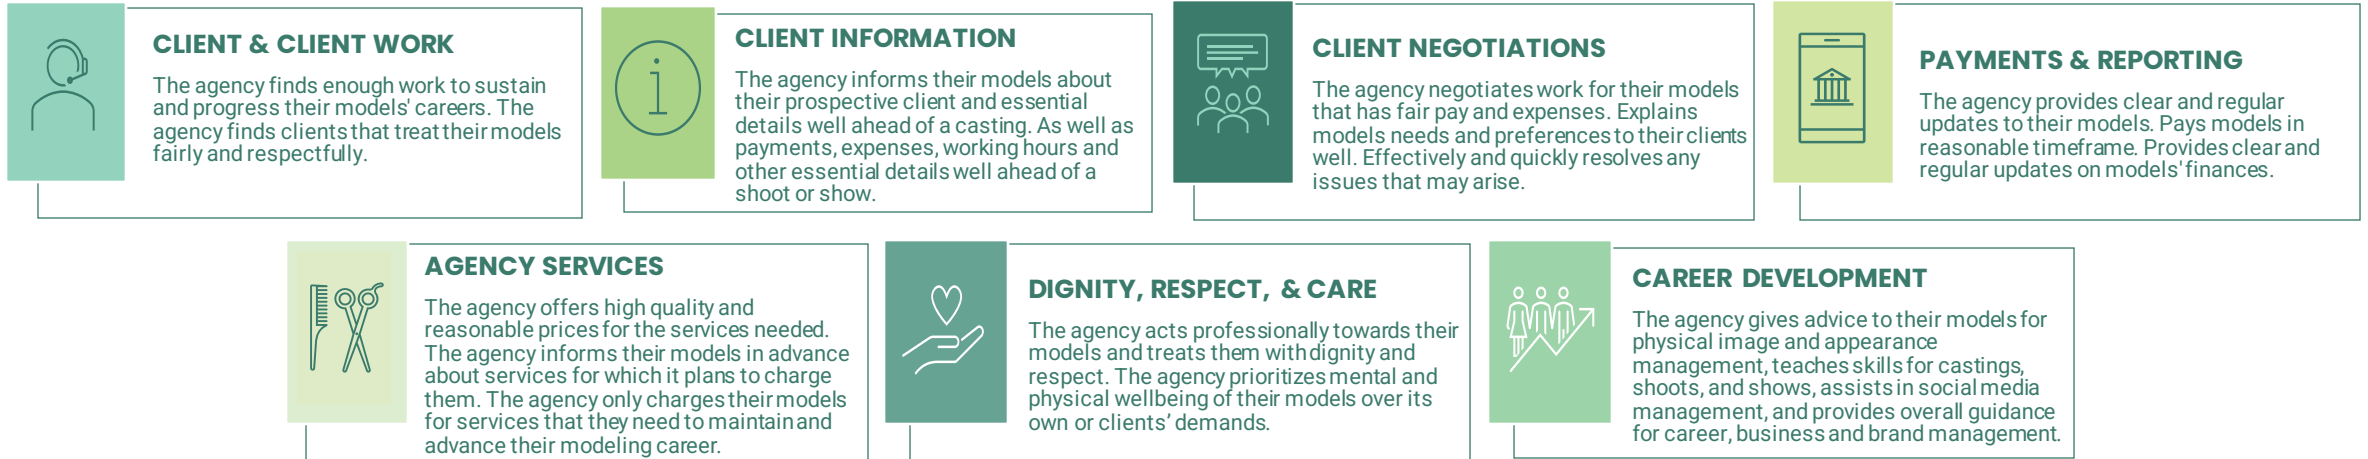 CLIENT & CLIENT WORK
The agency finds enough work to sustain
and progress their models' careers. The
agency finds clients that treat their models
fairly and respectfully.
CLIENT INFORMATION
The agency informs their models about
their prospective client and essential
details well ahead of a casting. As well as
payments, expenses, working hours and
other essential details well ahead of a
shoot or show.
CLIENT NEGOTIATIONS
The agency negotiates work for their models
that has fair pay and expenses. Explains
models needs and preferences to their clients
well. Effectively and quickly resolves any
issues that may arise.
PAYMENTS & REPORTING
The agency provides clear and regular
updates to their models. Pays models in
reasonable timeframe. Provides clear and
regular updates on models' finances.
AGENCY SERVICES
The agency offers high quality and
reasonable prices for the services needed.
The agency informs their models in advance
about services for which it plans to charge
them. The agency only charges their models
for services that they need to maintain and
advance their modeling career.
DIGNITY, RESPECT, & CARE
The agency acts professionally towards their
models and treats them with dignity and
respect. The agency prioritizes mental and
physical wellbeing of their models over its
own or clients’ demands.
CAREER DEVELOPMENT
The agency gives advice to their models for
physical image and appearance
management, teaches skills for castings,
shoots, and shows, assists in social media
management, and provides overall guidance
for career, business and brand management.